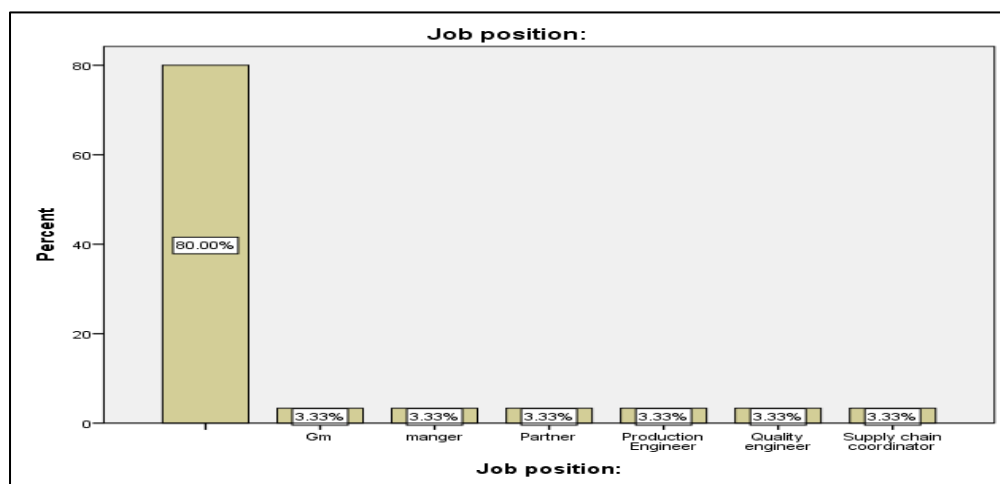 Job position:
80
60
40
20
0
Percent
80.00%
3.33%
3.33%
3.33%
3.33%
3.33%
3.33%
Gm
manger
Partner
Production
Engineer
Quality
engineer
Supply chain
coordinator
Job position: